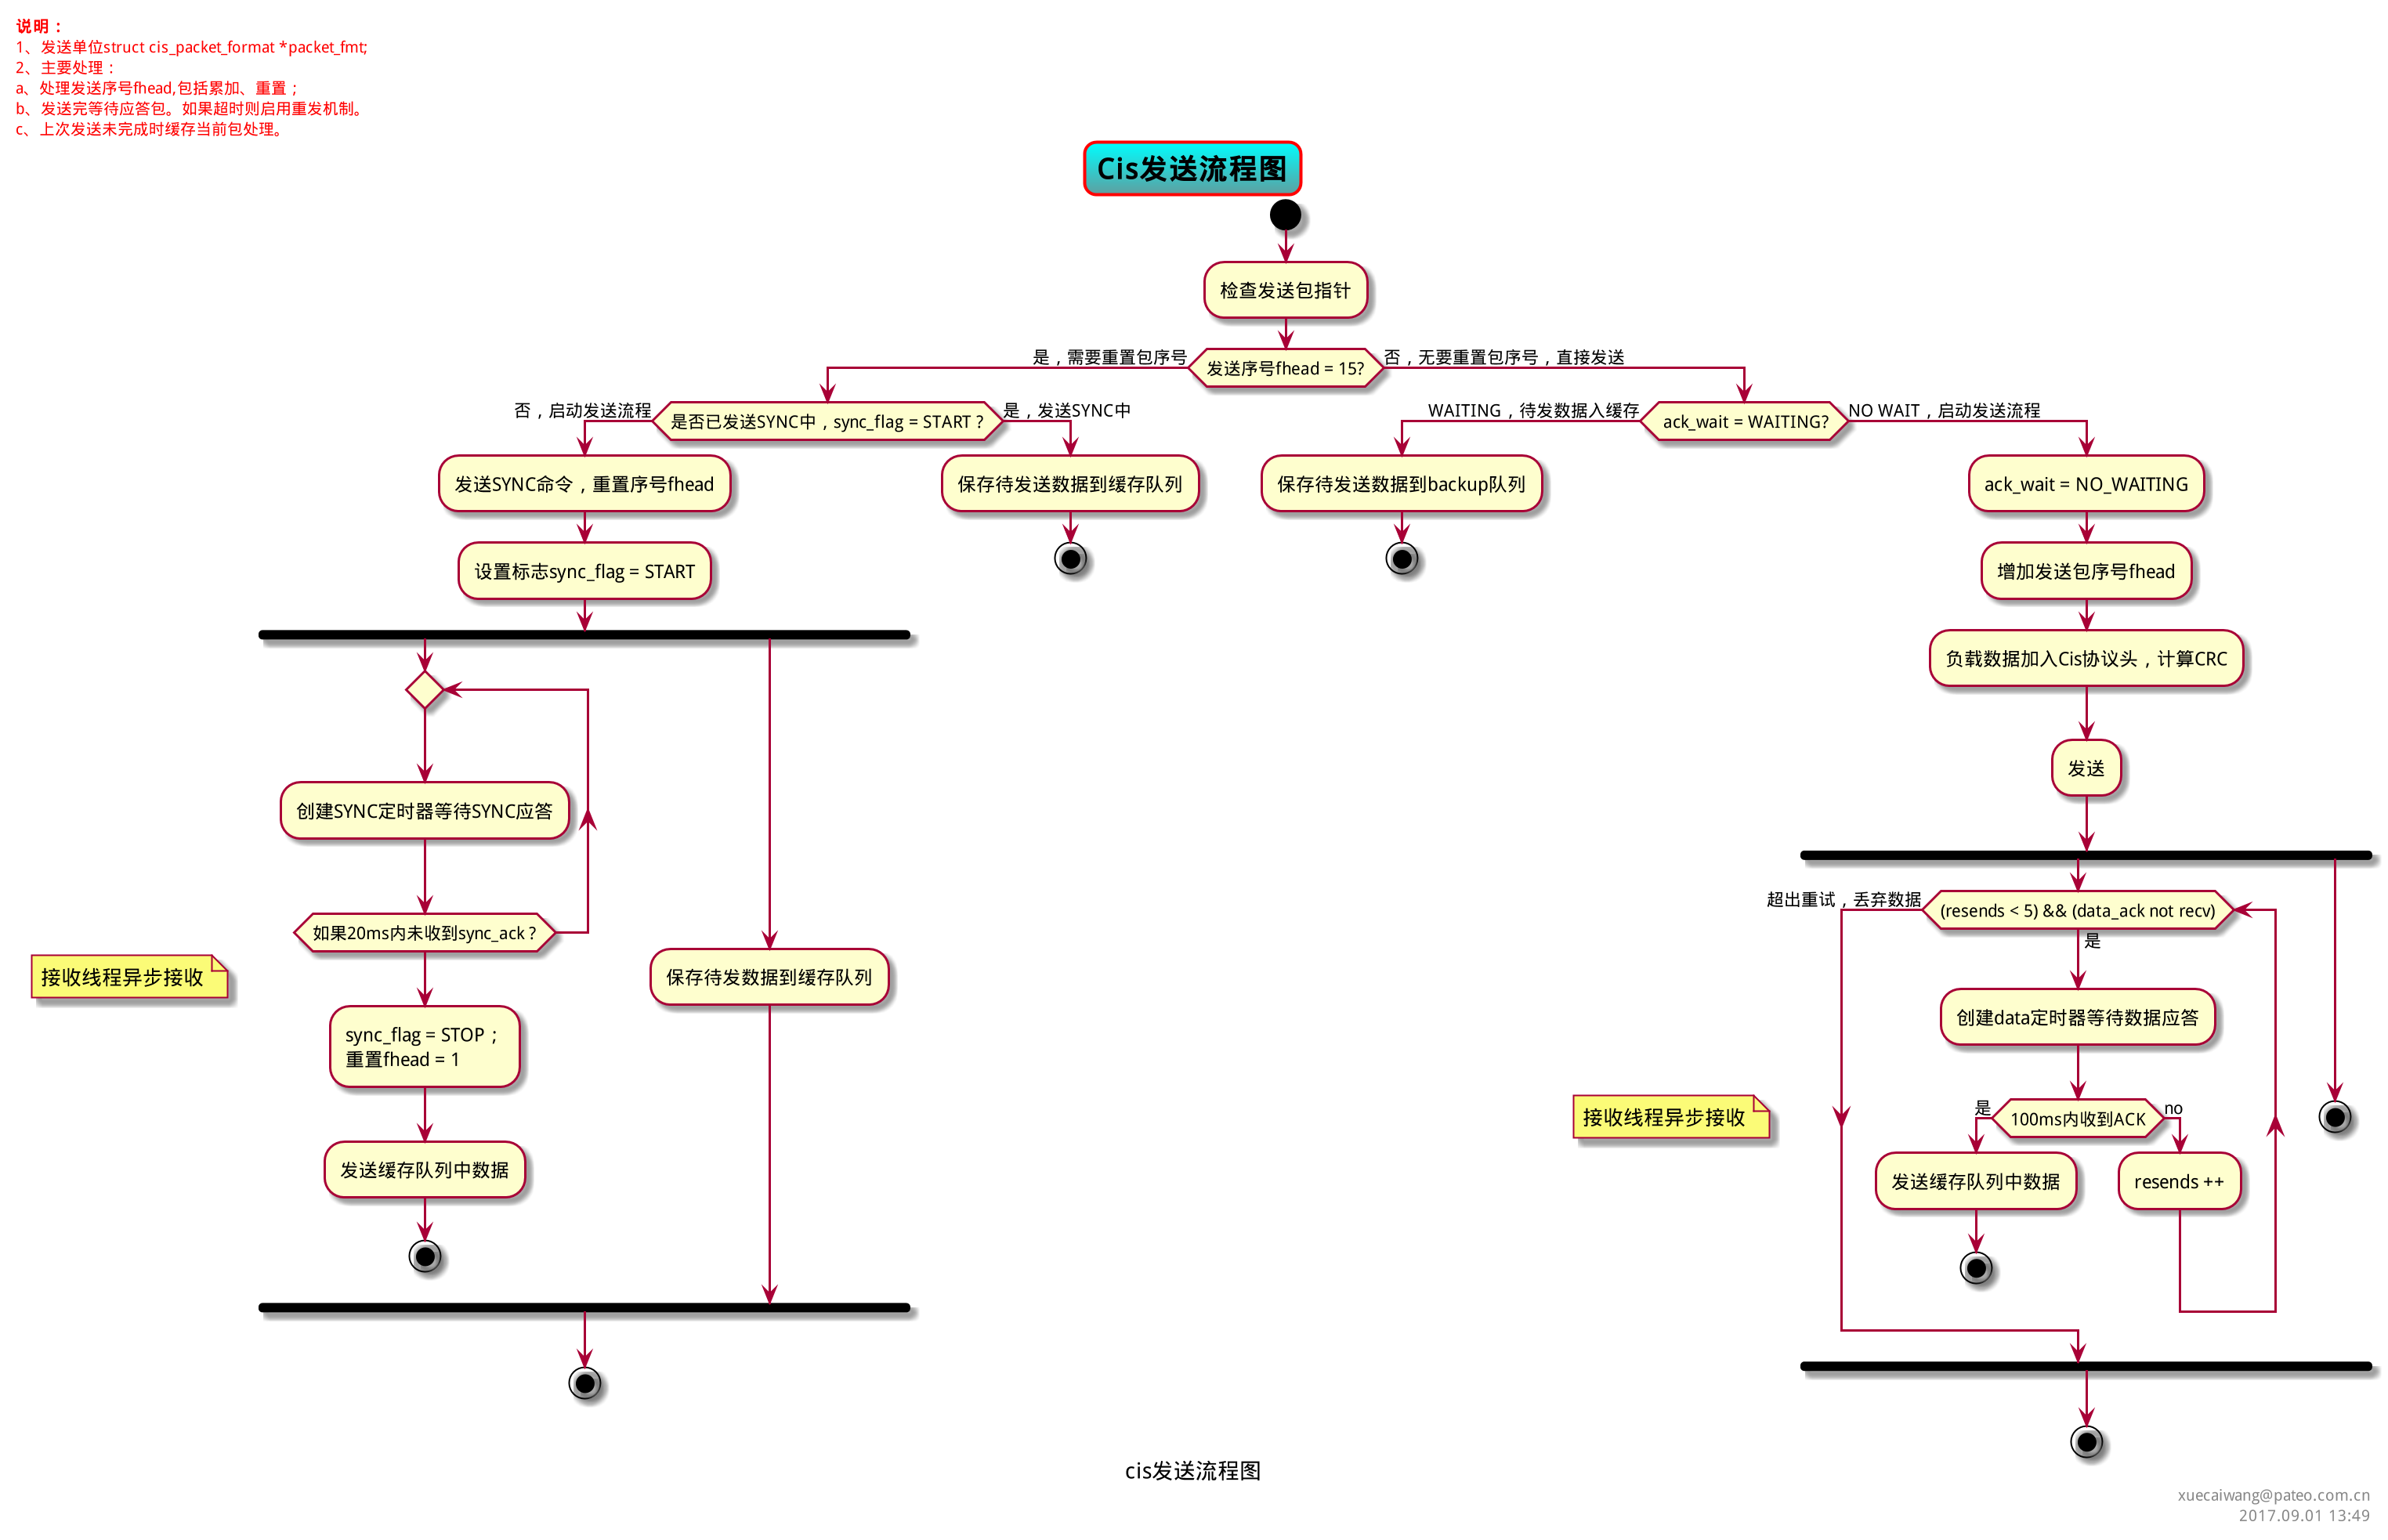 说明：
1、发送单位struct cis_packet_format *packet_fmt;
2、主要处理：
a、处理发送序号fhead,包括累加、重置；
b、发送完等待应答包。如果超时则启用重发机制。
c、上次发送未完成时缓存当前包处理。
Cis发送流程图
检查发送包指针
发送序号fhead = 15?
是，需要重置包序号
否，无要重置包序号，直接发送
是否已发送SYNC中，sync_flag = START ?
否，启动发送流程
是，发送SYNC中
发送SYNC命令，重置序号fhead
设置标志sync_flag = START
保存待发送数据到缓存队列
创建SYNC定时器等待SYNC应答
如果20ms内未收到sync_ack ?
接收线程异步接收
sync_flag = STOP；
重置fhead = 1
发送缓存队列中数据
保存待发数据到缓存队列
ack_wait = WAITING?
WAITING，待发数据入缓存
NO WAIT，启动发送流程
保存待发送数据到backup队列
ack_wait = NO_WAITING
增加发送包序号fhead
负载数据加入Cis协议头，计算CRC
发送
超出重试，丢弃数据
(resends < 5) && (data_ack not recv)
是
创建data定时器等待数据应答
接收线程异步接收
是
100ms内收到ACK
no
发送缓存队列中数据
resends ++
cis发送流程图
xuecaiwang@pateo.com.cn
2017.09.01 13:49